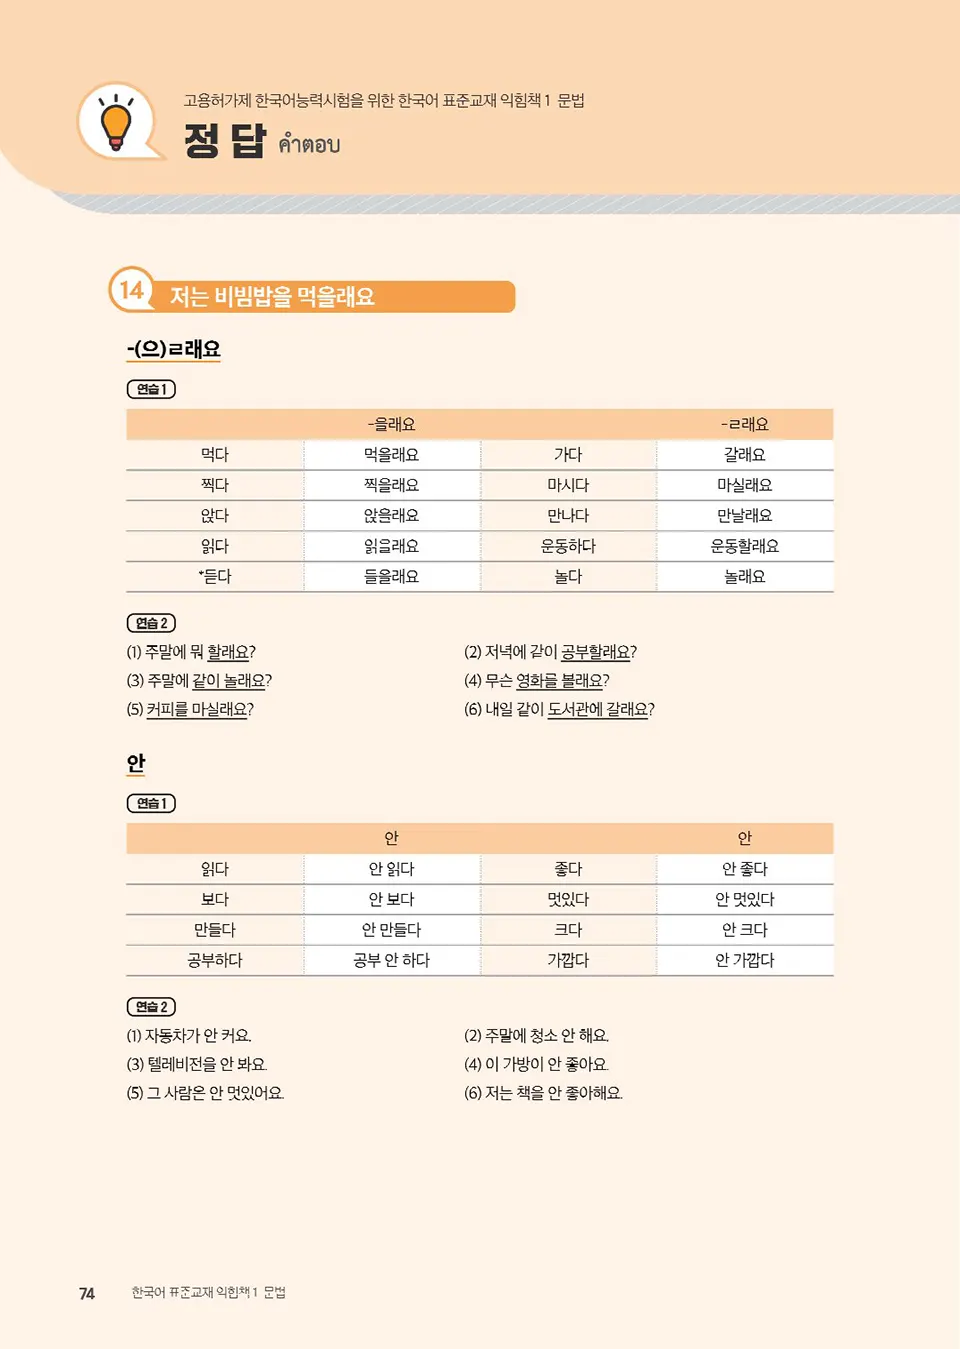 고용허가제 한국어능력시험을 위한 한국어 표준교재 익힘책 1 문법
정답 คำตอบ
14 저는 비빔밥을 먹을래요
-(으)ㄹ래요
연습 1
-을래요 -ㄹ래요
먹다 먹을래요 가다 갈래요
찍다 찍을래요 마시다 마실래요
앉다 앉을래요 만나다 만날래요
읽다 읽을래요 운동하다 운동할래요
*듣다 들을래요 놀다 놀래요
연습 2
(1) 주말에 뭐 할래요? (2) 저녁에 같이 공부할래요?
(3) 주말에 같이 놀래요? (4) 무슨 영화를 볼래요?
(5) 커피를 마실래요? (6) 내일 같이 도서관에 갈래요?
안
연습 1
안 안
읽다 안 읽다 좋다 안 좋다
보다 안 보다 멋있다 안 멋있다
만들다 안 만들다 크다 안 크다
공부하다 공부 안 하다 가깝다 안 가깝다
연습 2
(1) 자동차가 안 커요. (2) 주말에 청소 안 해요.
(3) 텔레비전을 안 봐요. (4) 이 가방이 안 좋아요.
(5) 그 사람은 안 멋있어요. (6) 저는 책을 안 좋아해요.
74 한국어 표준교재 익힘책 1 문법